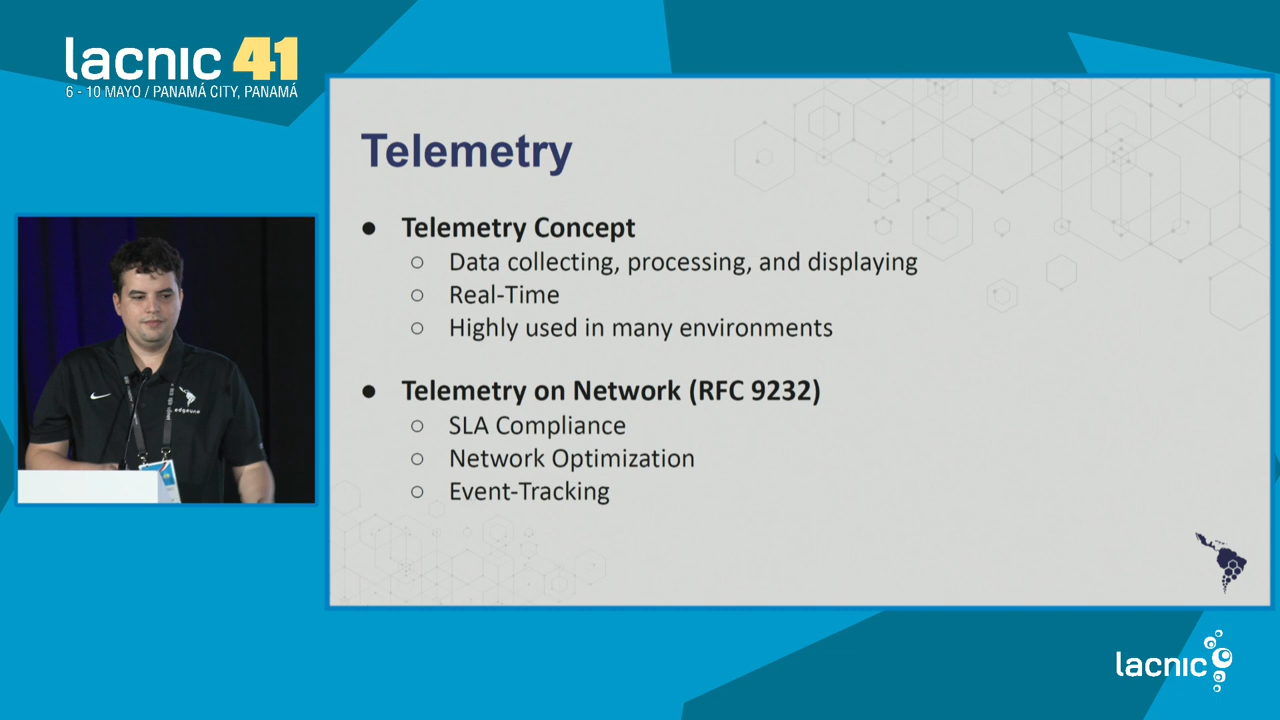 lacnic 41
6 - 10 MAYO / PANAMÁ CITY, PANAMÁ
Telemetry
● Telemetry Concept
○ Data collecting, processing, and displaying
○ Real-Time
○ Highly used in many environments
● Telemetry on Network (RFC 9232)
○ SLA Compliance
○ Network Optimization
○ Event-Tracking
edgeuno
lacnic